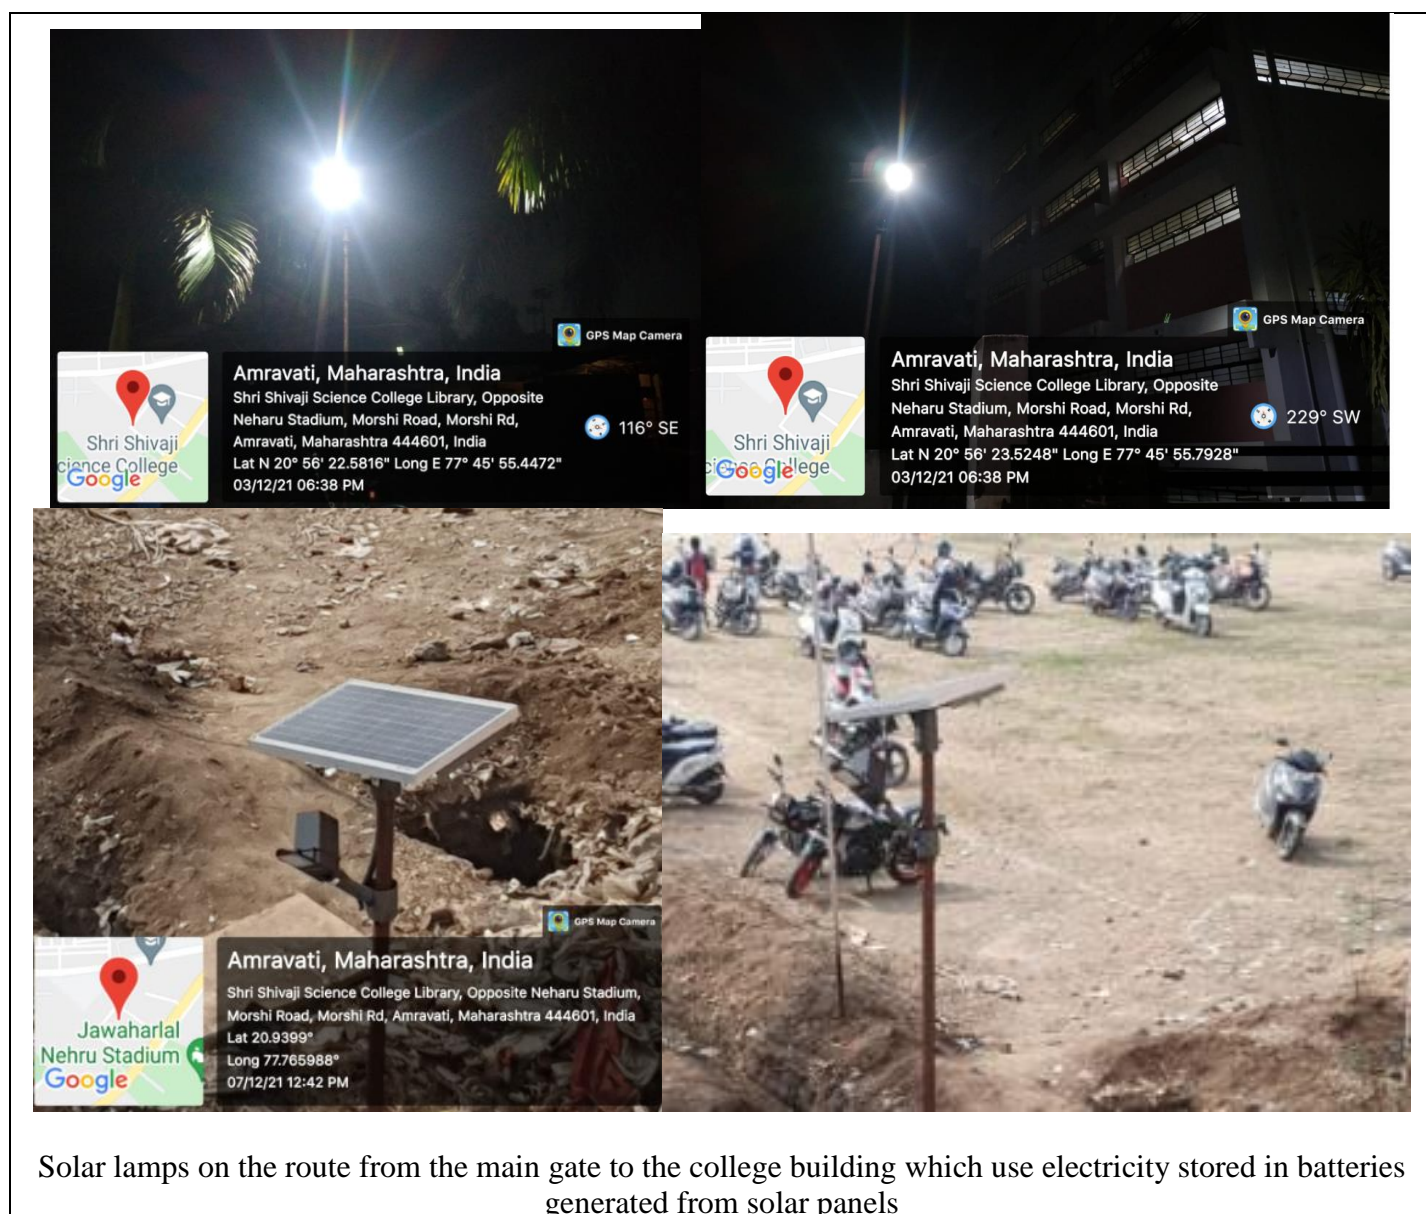 GPS Map Camera
Shri Shivaji
cience College
Google
Amravati, Maharashtra, India
Shri Shivaji Science College Library, Opposite
Neharu Stadium, Morshi Road, Morshi Rd,
Amravati, Maharashtra 444601, India
Lat N 20° 56' 22.5816" Long E 77° 45' 55.4472"
03/12/21 06:38 PM
116° SE
GPS Map Camera
Shri Shivaji
cience College
Google
Amravati, Maharashtra, India
Shri Shivaji Science College Library, Opposite
Neharu Stadium, Morshi Road, Morshi Rd,
Amravati, Maharashtra 444601, India
Lat N 20° 56' 23.5248" Long E 77° 45' 55.7928"
03/12/21 06:38 PM
229° SW
GPS Map Camera
Jawaharlal
Nehru Stadium
Google
Amravati, Maharashtra, India
Shri Shivaji Science College Library, Opposite Neharu Stadium,
Morshi Road, Morshi Rd, Amravati, Maharashtra 444601, India
Lat 20.9399°
Long 77.765988°
07/12/21 12:42 PM
Solar lamps on the route from the main gate to the college building which use electricity stored in batteries
generated from solar panels